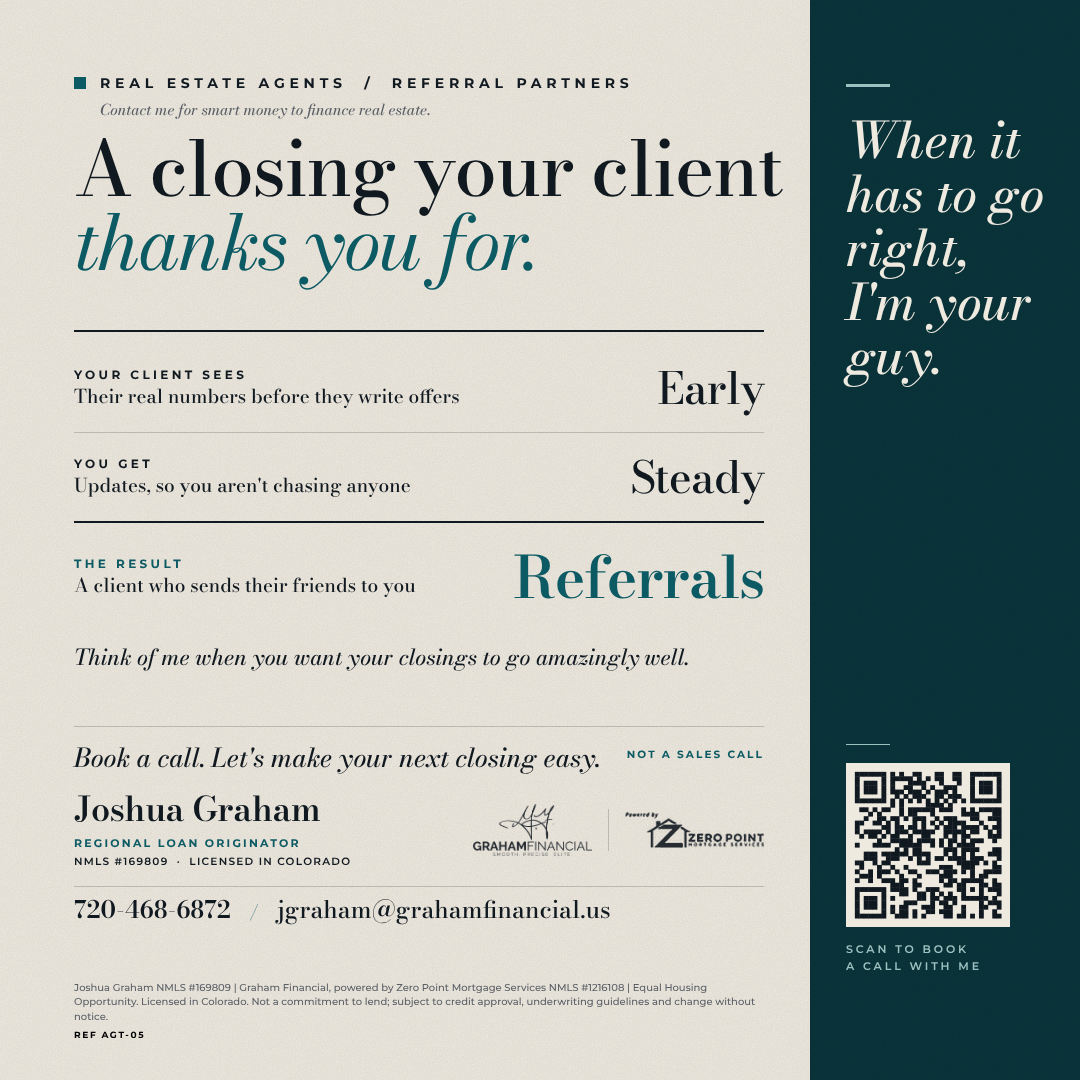 REAL ESTATE AGENTS / REFERRAL PARTNERS
Contact me for smart money to finance real estate.
A closing your client
thanks you for.
YOUR CLIENT SEES
Their real numbers before they write offers
Early
YOU GET
Updates, so you aren't chasing anyone
Steady
THE RESULT
A client who sends their friends to you
Referrals
Think of me when you want your closings to go amazingly well.
Book a call. Let's make your next closing easy.
NOT A SALES CALL
Joshua Graham
REGIONAL LOAN ORIGINATOR
NMLS #169809 · LICENSED IN COLORADO
GRAHAMFINANCIAL
SMOOTH. PRECISE. ELITE.
Powered by
ZERO POINT
MORTGAGE SERVICES
720-468-6872 / jgraham@grahamfinancial.us
Joshua Graham NMLS #169809 | Graham Financial, powered by Zero Point Mortgage Services NMLS #1216108 | Equal Housing
Opportunity. Licensed in Colorado. Not a commitment to lend; subject to credit approval, underwriting guidelines and change without
notice.
REF AGT-05
When it
has to go
right,
I'm your
guy.
SCAN TO BOOK
A CALL WITH ME